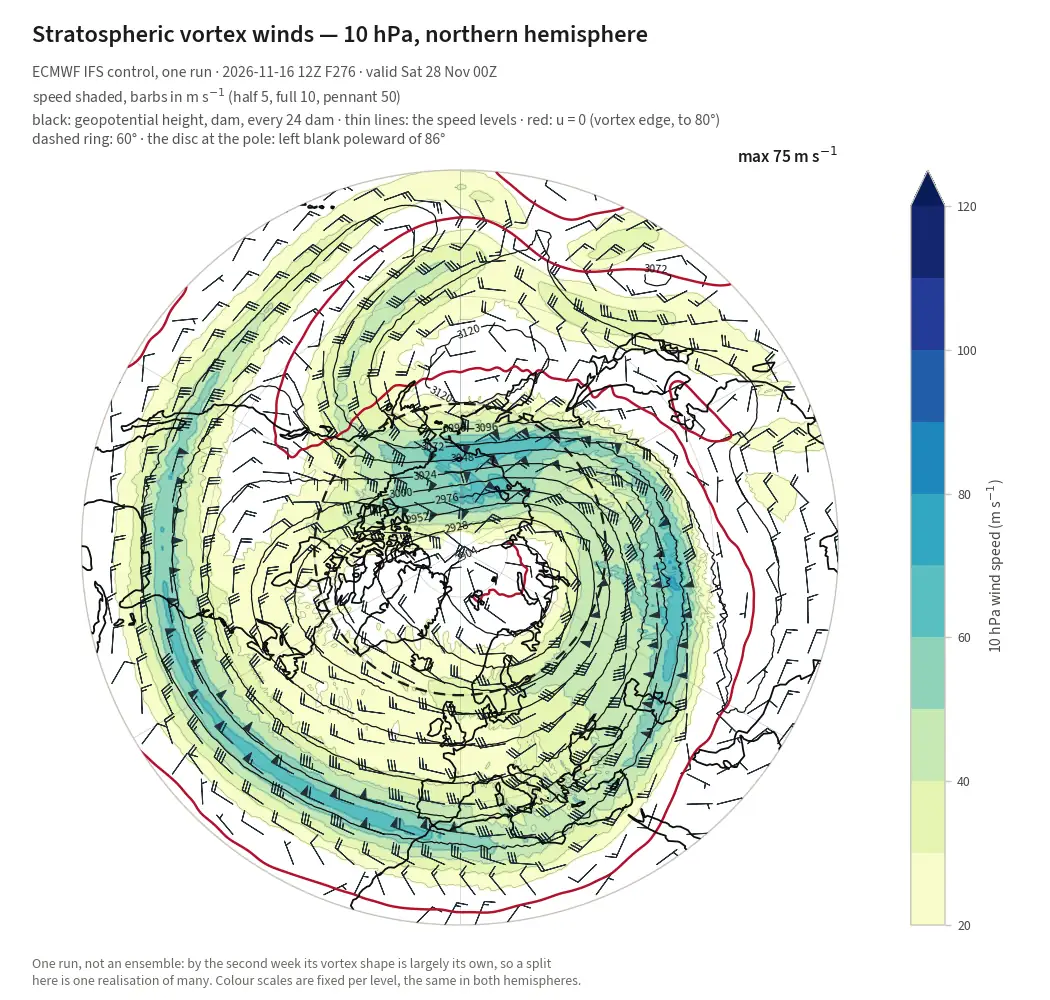 Stratospheric vortex winds — 10 hPa, northern hemisphere
ECMWF IFS control, one run · 2026-11-16 12Z F276 · valid Sat 28 Nov 00Z
speed shaded, barbs in m s⁻¹ (half 5, full 10, pennant 50)
black: geopotential height, dam, every 24 dam · thin lines: the speed levels · red: u = 0 (vortex edge, to 80°)
dashed ring: 60° · the disc at the pole: left blank poleward of 86°
max 75 m s⁻¹
120
100
80
60
40
20
10 hPa wind speed (m s⁻¹)
3072
3120
3120
3096
3096
3072
3048
3024
3000
2976
2952
2928
2904
One run, not an ensemble: by the second week its vortex shape is largely its own, so a split
here is one realisation of many. Colour scales are fixed per level, the same in both hemispheres.